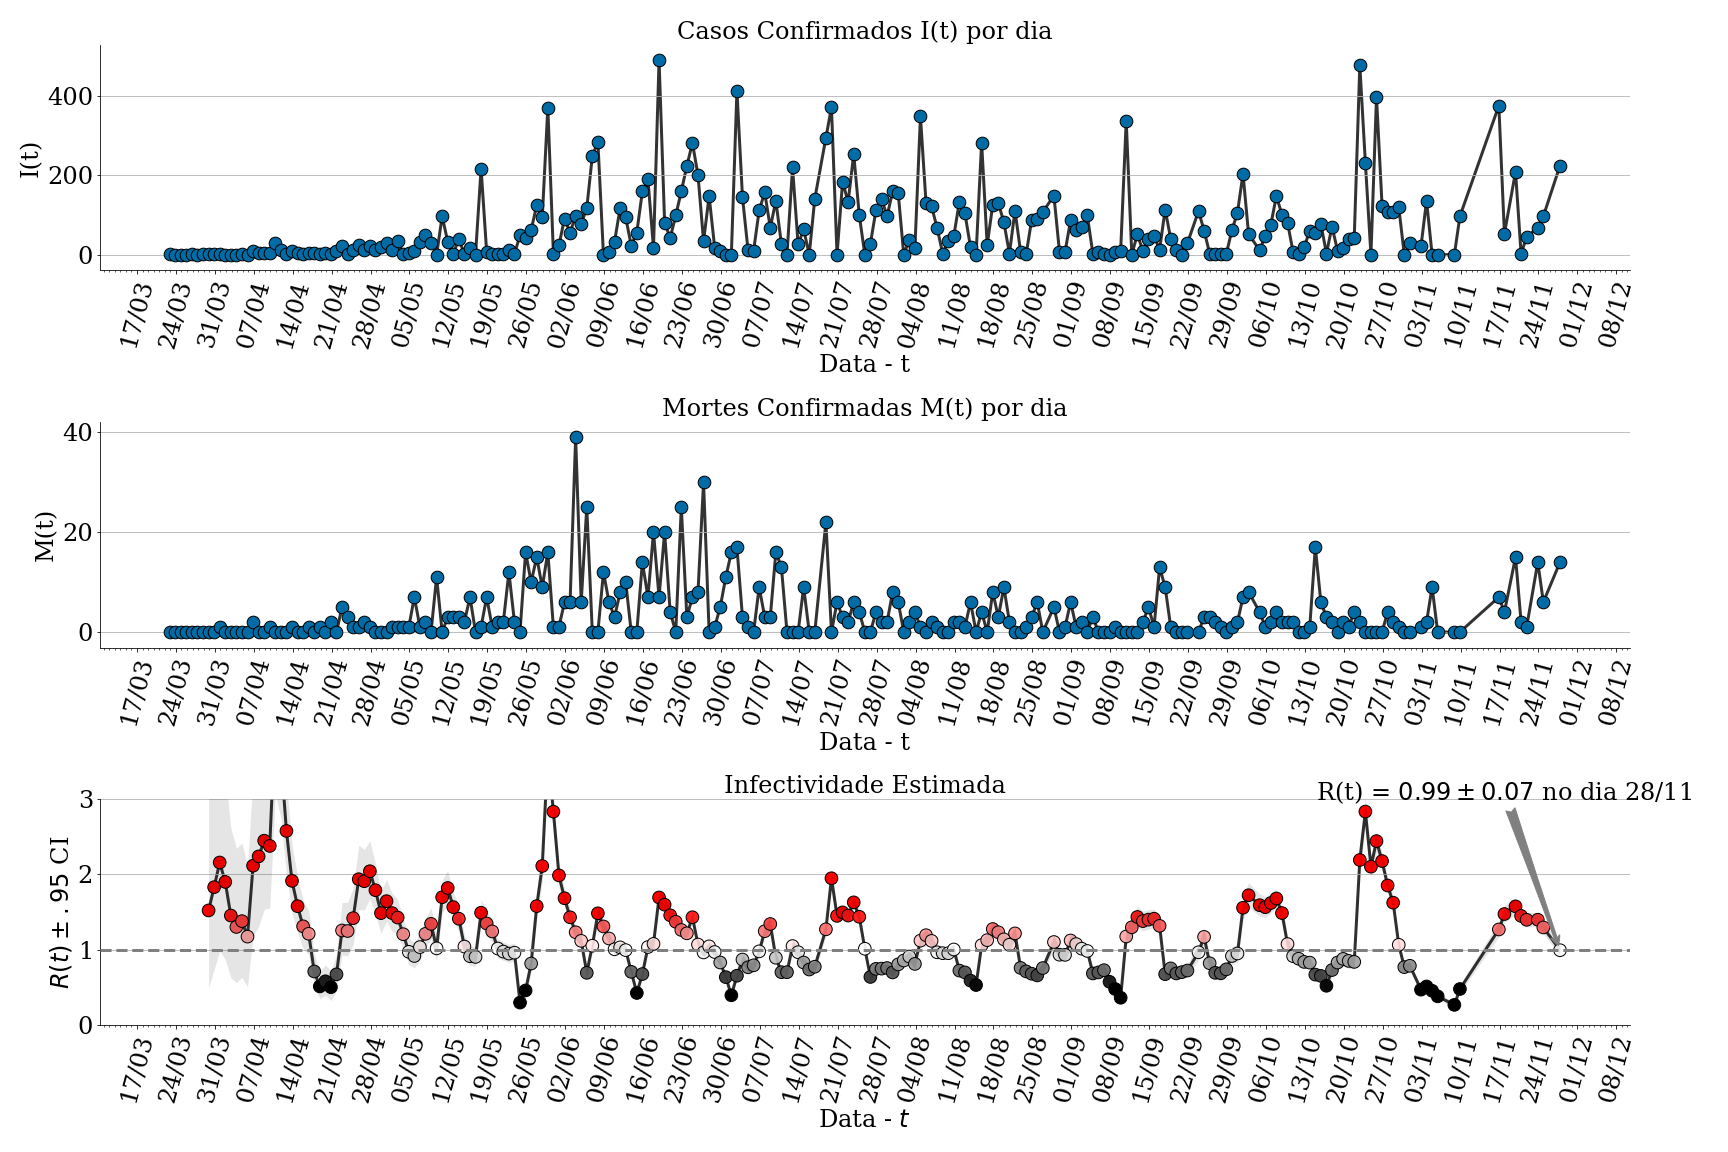 Casos Confirmados I(t) por dia
400
200
0
I(t)
17/03 24/03 31/03 07/04 14/04 21/04 28/04 05/05 12/05 19/05 26/05 02/06 09/06 16/06 23/06 30/06 07/07 14/07 21/07 28/07 04/08 11/08 18/08 25/08 01/09 08/09 15/09 22/09 29/09 06/10 13/10 20/10 27/10 03/11 10/11 17/11 24/11 01/12 08/12
Data - t
Mortes Confirmadas M(t) por dia
40
20
0
M(t)
17/03 24/03 31/03 07/04 14/04 21/04 28/04 05/05 12/05 19/05 26/05 02/06 09/06 16/06 23/06 30/06 07/07 14/07 21/07 28/07 04/08 11/08 18/08 25/08 01/09 08/09 15/09 22/09 29/09 06/10 13/10 20/10 27/10 03/11 10/11 17/11 24/11 01/12 08/12
Data - t
Infectividade Estimada
R(t) = 0.99 ± 0.07 no dia 28/11
3
2
1
0
R(t) ± .95 CI
17/03 24/03 31/03 07/04 14/04 21/04 28/04 05/05 12/05 19/05 26/05 02/06 09/06 16/06 23/06 30/06 07/07 14/07 21/07 28/07 04/08 11/08 18/08 25/08 01/09 08/09 15/09 22/09 29/09 06/10 13/10 20/10 27/10 03/11 10/11 17/11 24/11 01/12 08/12
Data - t